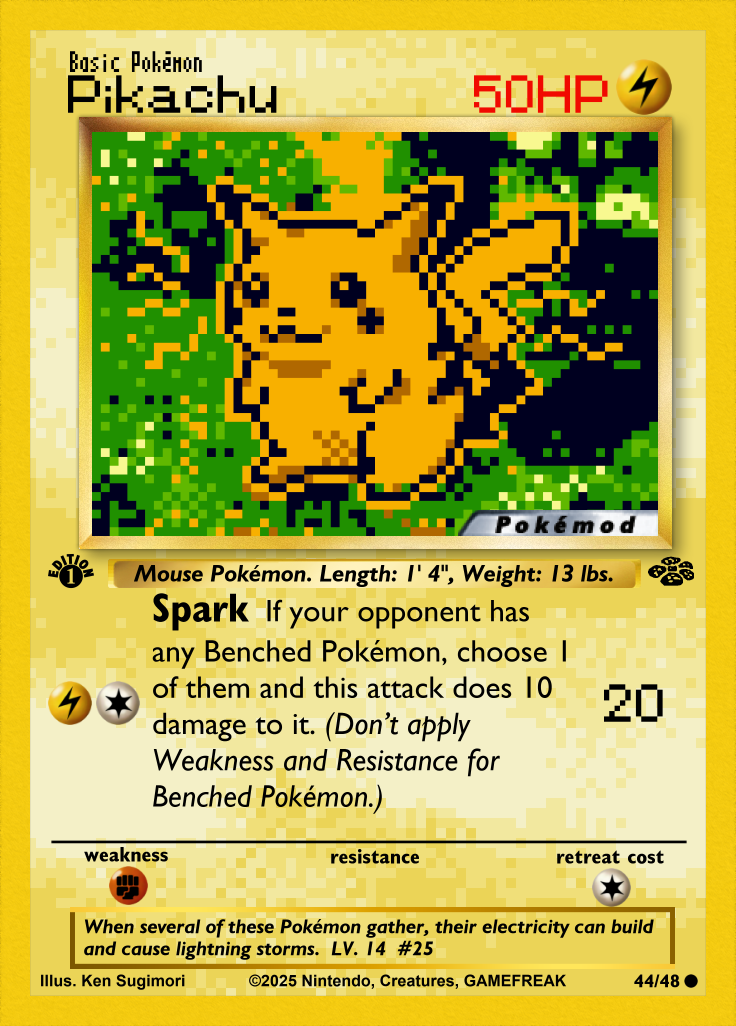 Basic Pokémon
Pikachu 50HP
Pokémod
EDITION
1
Mouse Pokémon. Length: 1' 4", Weight: 13 lbs.
Spark If your opponent has
any Benched Pokémon, choose 1
of them and this attack does 10
damage to it. (Don't apply
Weakness and Resistance for
Benched Pokémon.)
20
weakness resistance retreat cost
When several of these Pokémon gather, their electricity can build
and cause lightning storms. LV. 14 #25
Illus. Ken Sugimori ©2025 Nintendo, Creatures, GAMEFREAK 44/48